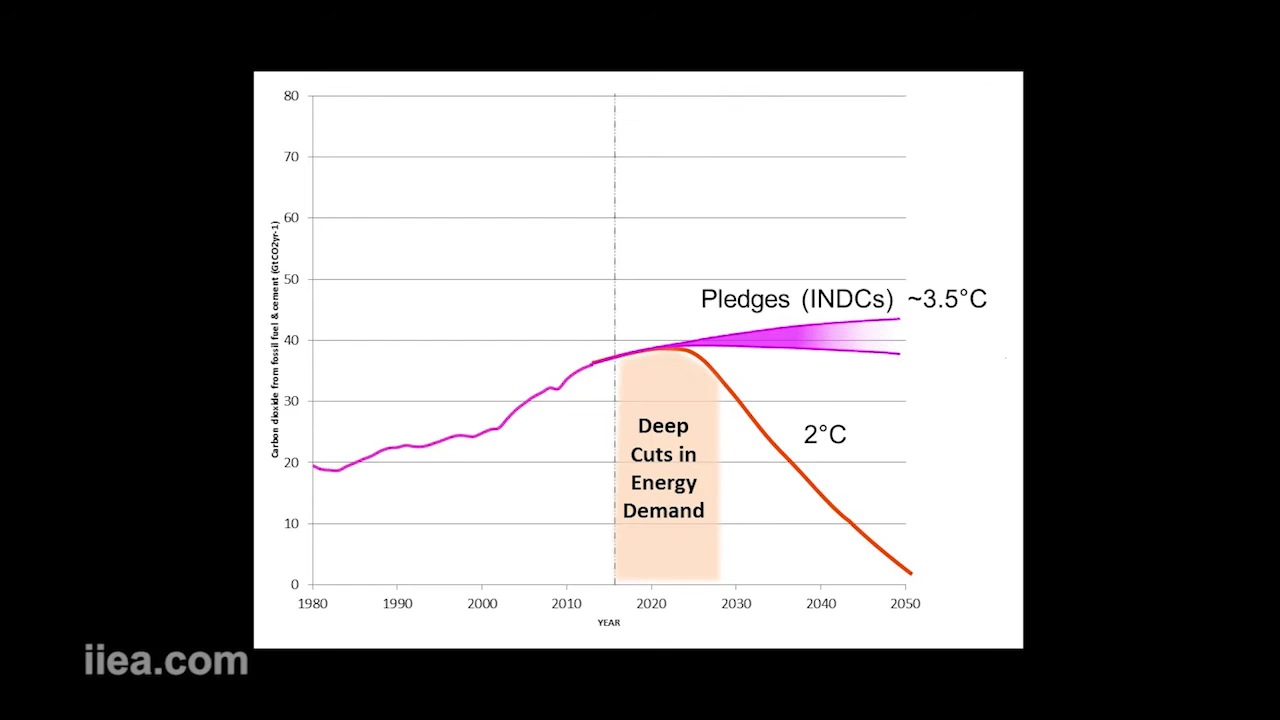 80
70
60
50
40
30
20
10
0
Carbon dioxide from fossil fuel & cement (GtCO2yr-1)
Pledges (INDCs) ~3.5°C
2°C
Deep
Cuts in
Energy
Demand
1980 1990 2000 2010 2020 2030 2040 2050
YEAR
iiea.com